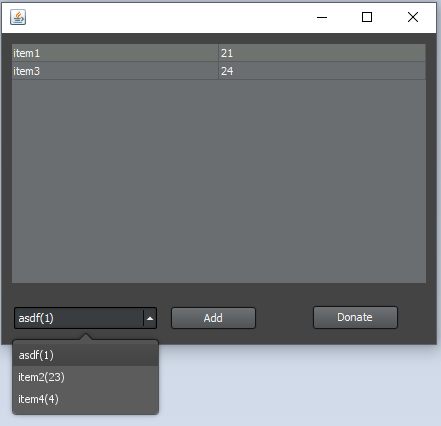 item1 21
item3 24
asdf(1) Add Donate
asdf(1)
item2(23)
item4(4)